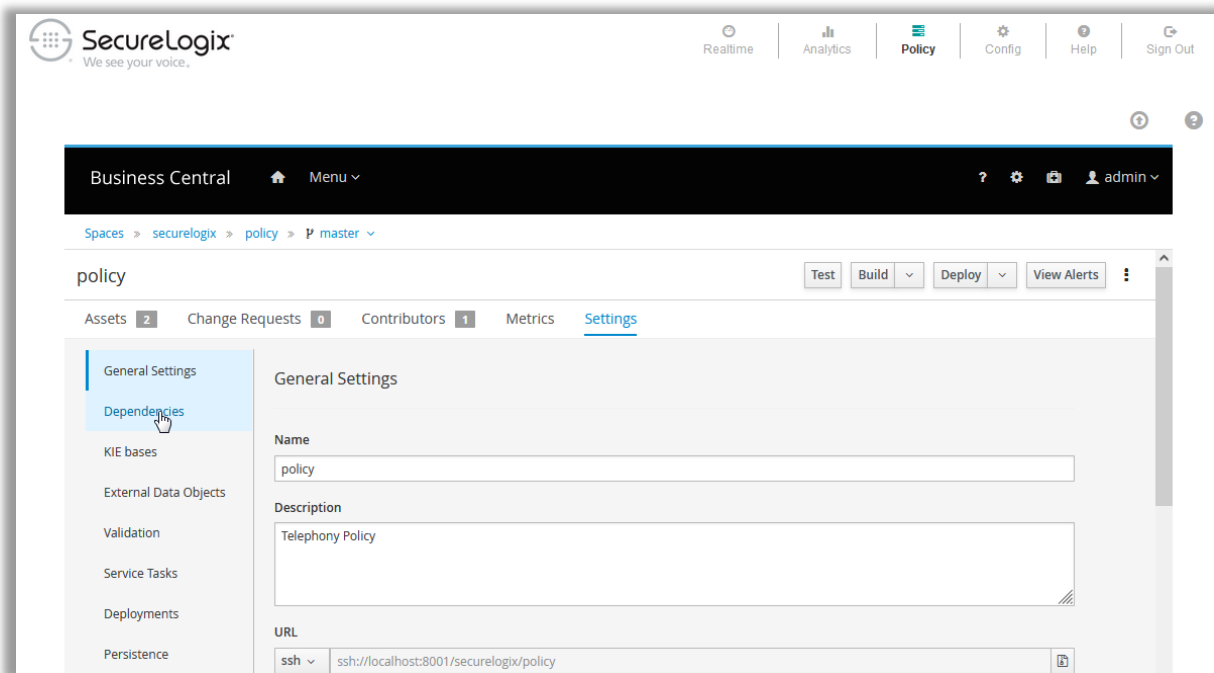 SecureLogix
We see your voice.
Realtime
Analytics
Policy
Config
Help
Sign Out
Business Central
Menu
?
admin
Spaces » securelogix » policy » master
policy
Test
Build
Deploy
View Alerts
Assets 2
Change Requests 0
Contributors 1
Metrics
Settings
General Settings
Dependencies
KIE bases
External Data Objects
Validation
Service Tasks
Deployments
Persistence
General Settings
Name
policy
Description
Telephony Policy
URL
ssh
ssh://localhost:8001/securelogix/policy